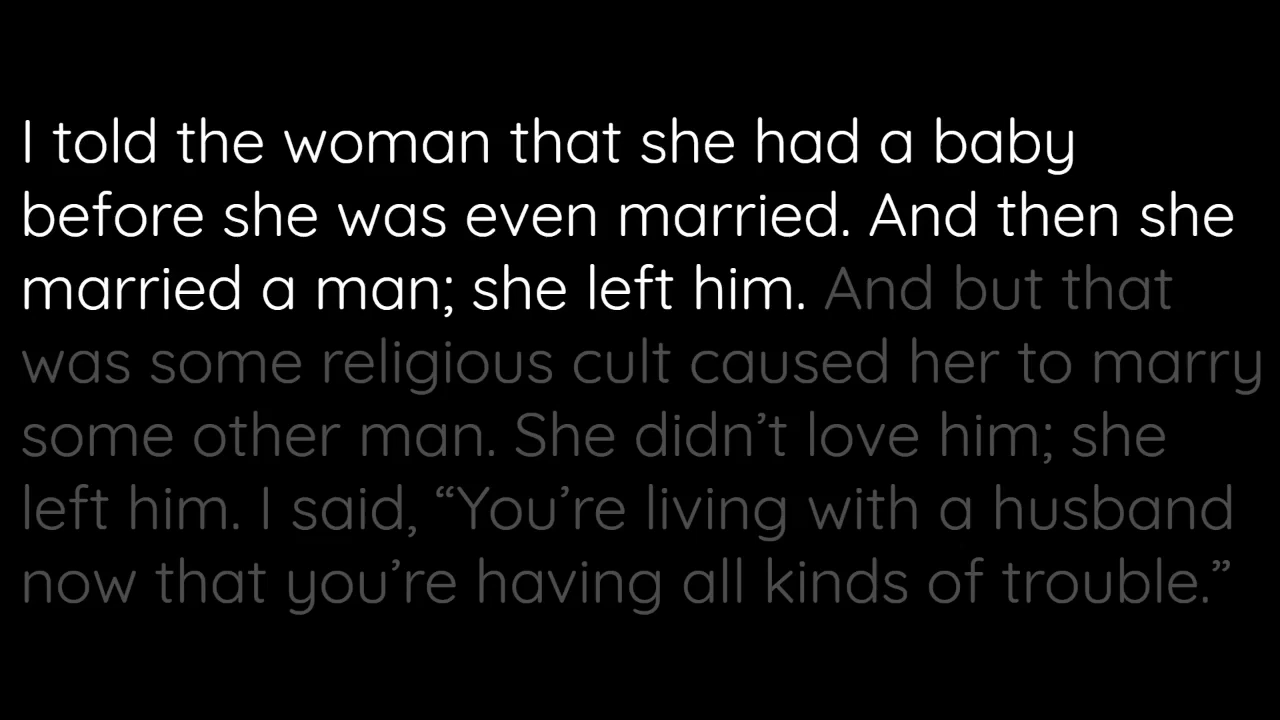 I told the woman that she had a baby
before she was even married. And then she
married a man; she left him. And but that
was some religious cult caused her to marry
some other man. She didn’t love him; she
left him. I said, “You’re living with a husband
now that you’re having all kinds of trouble.”